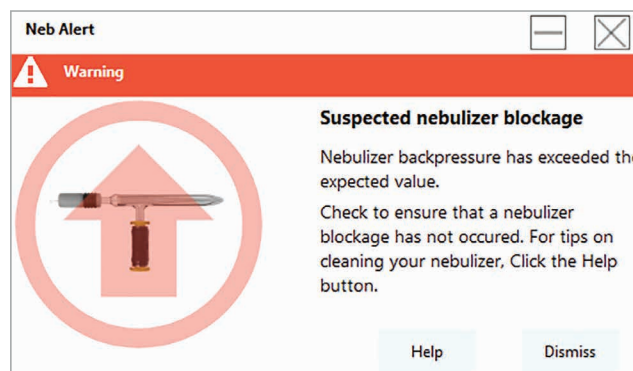 Neb Alert
Warning
Suspected nebulizer blockage
Nebulizer backpressure has exceeded the
expected value.
Check to ensure that a nebulizer
blockage has not occured. For tips on
cleaning your nebulizer, Click the Help
button.
Help
Dismiss